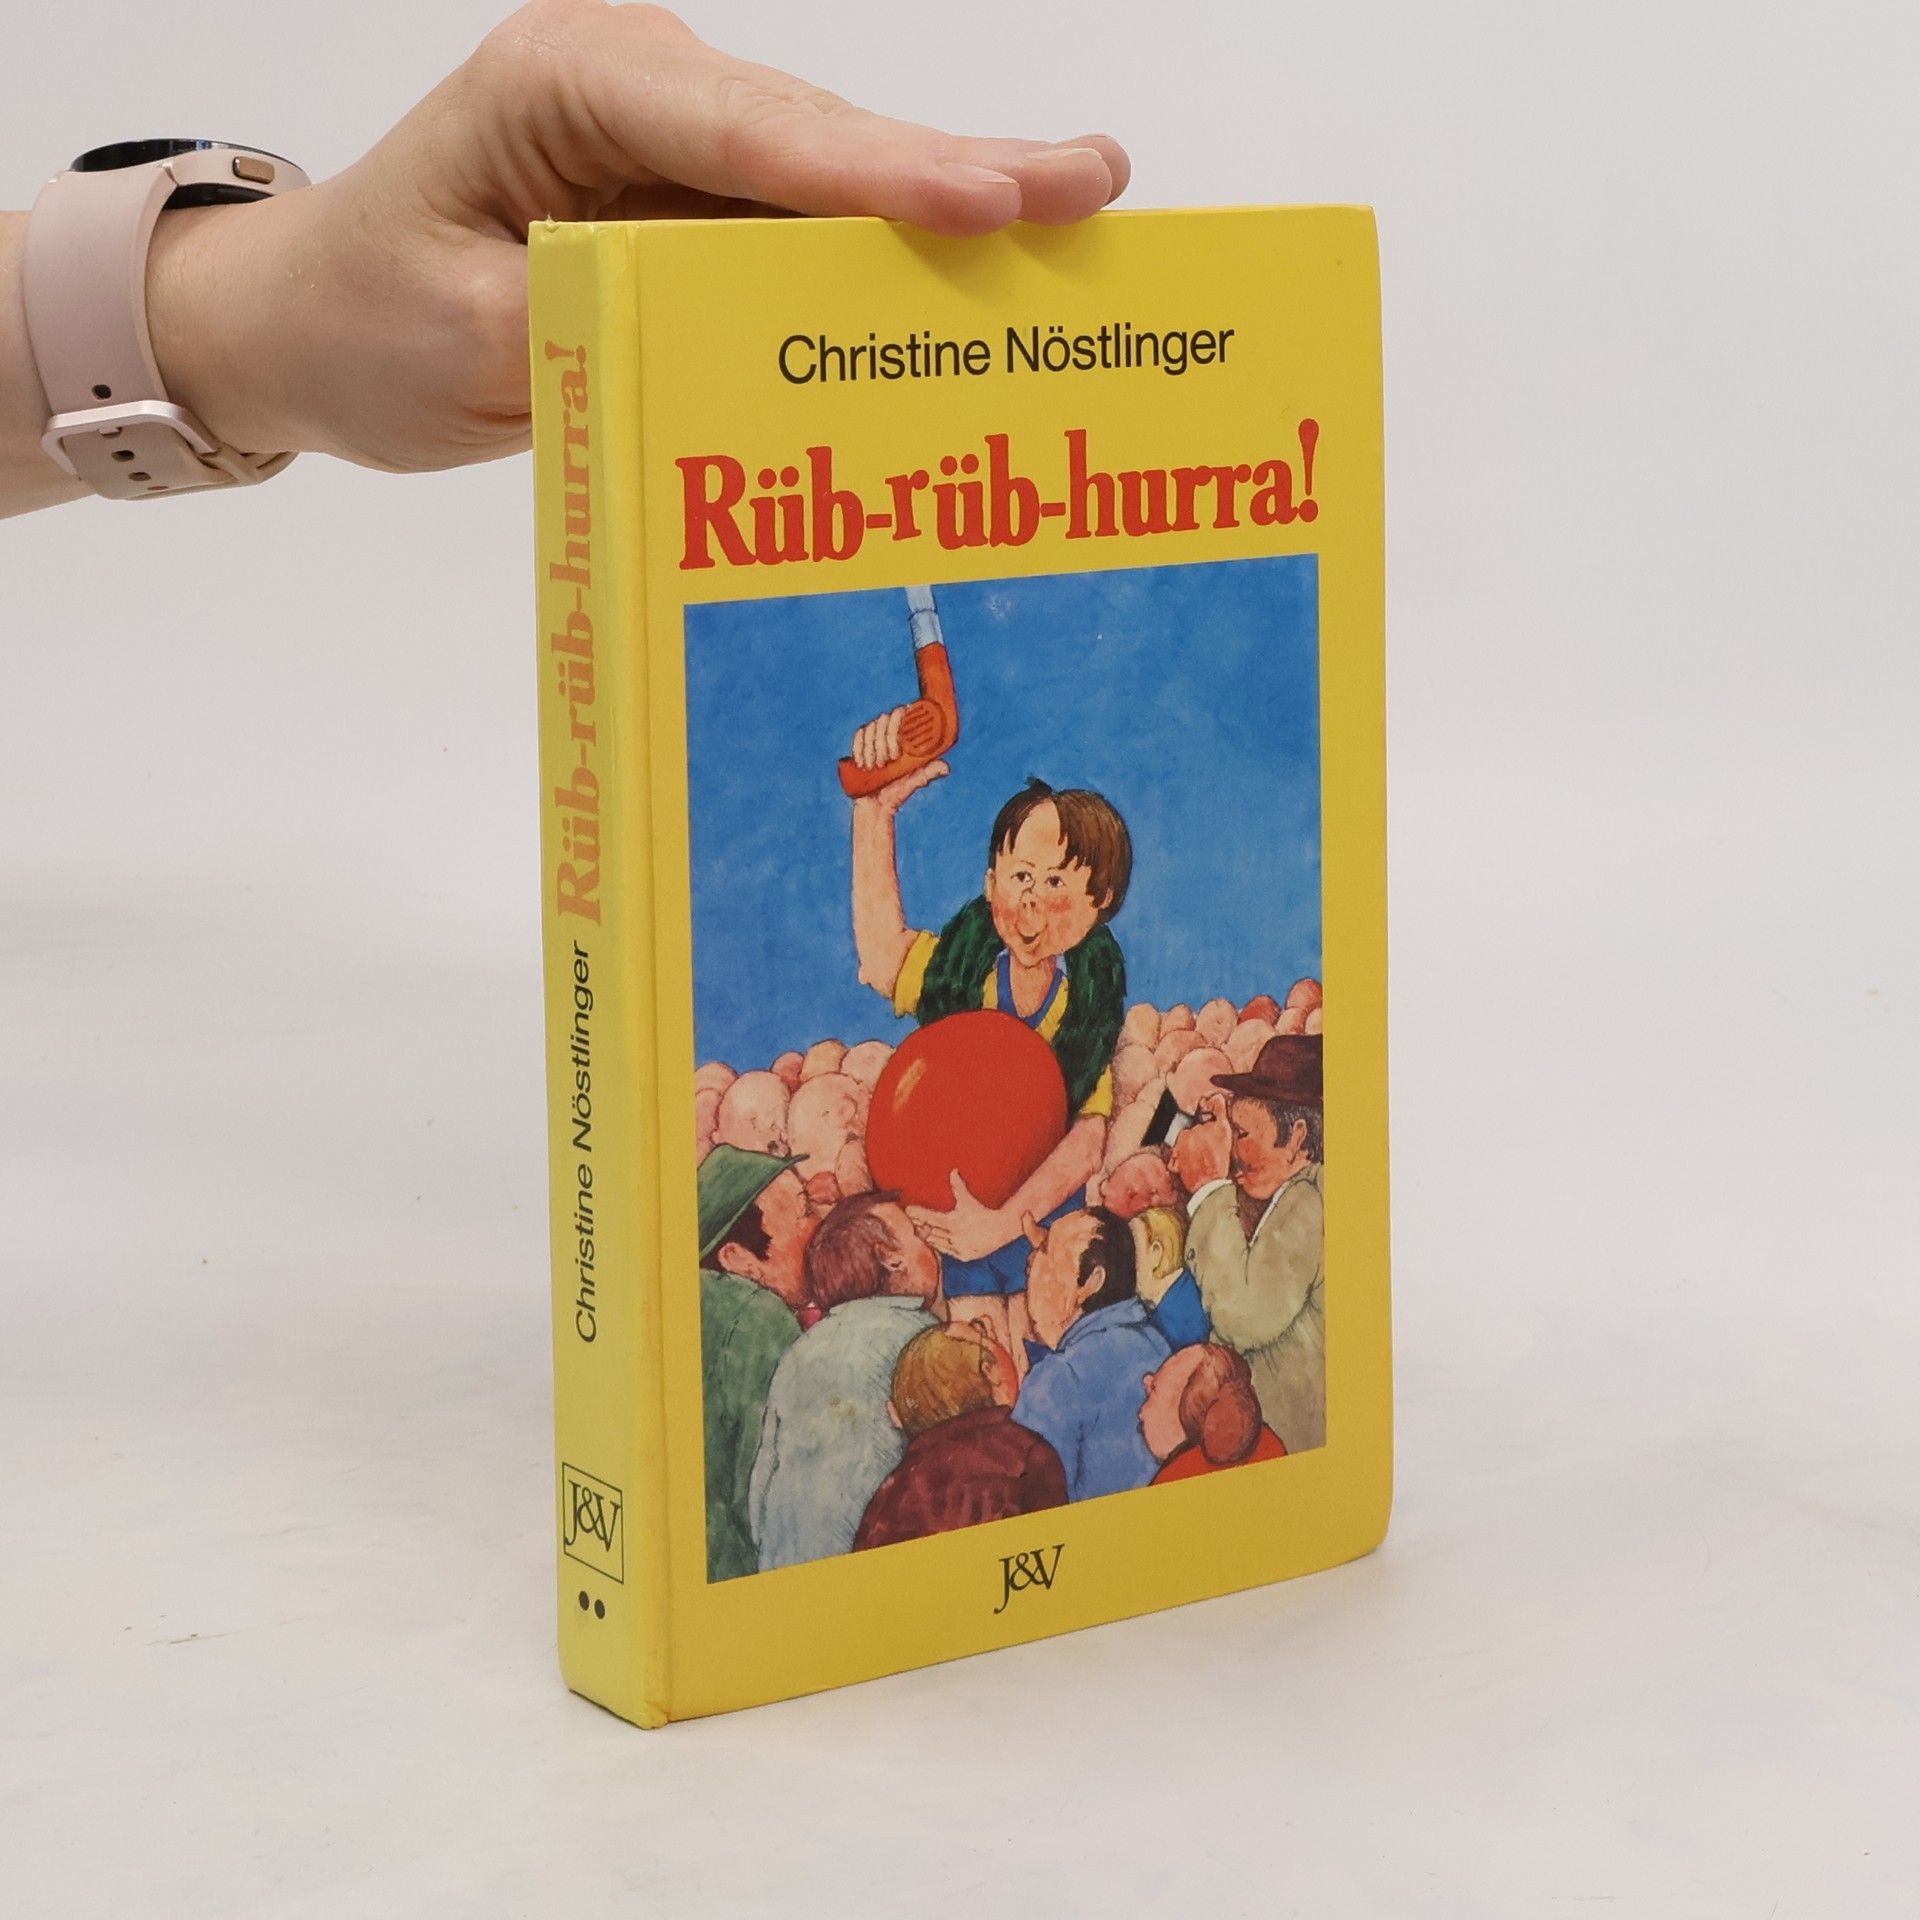 Christine Nöstlinger
Rüb-rüb-hurra!
J&V
Christine Nöstlinger Rüb-rüb-hurra!
J&V